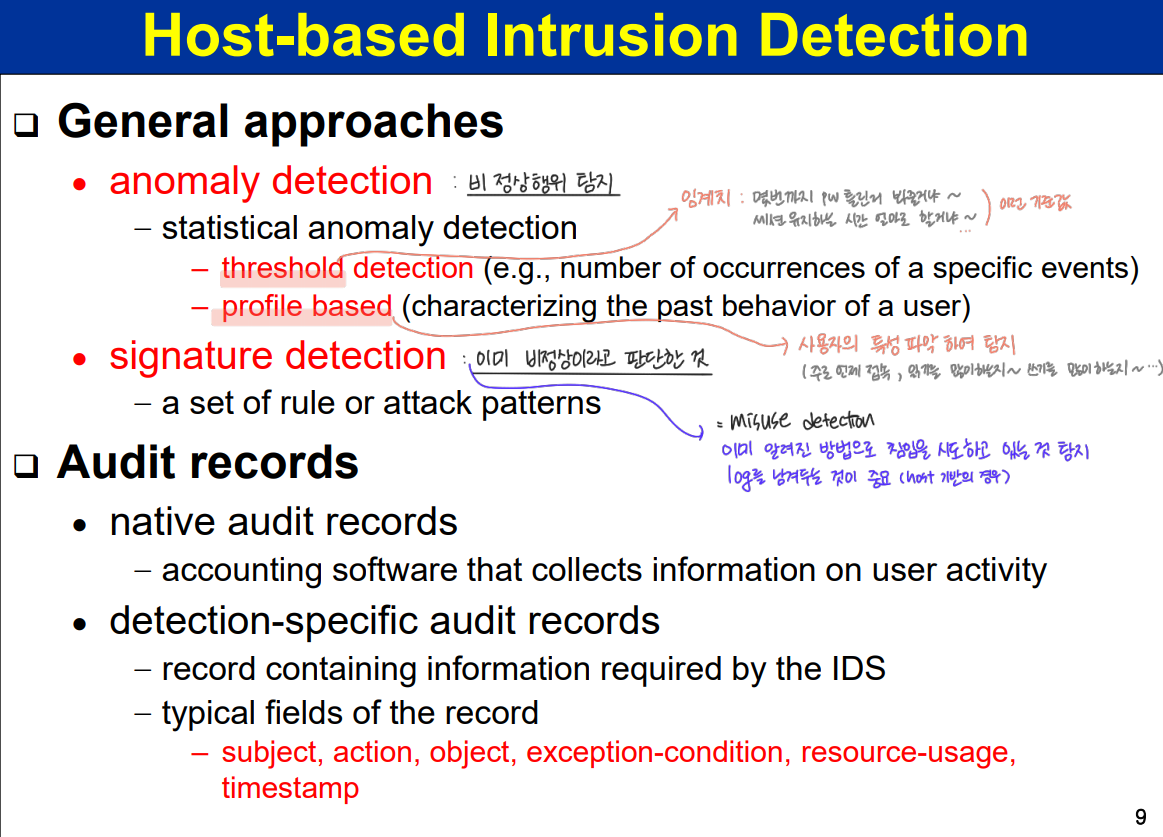 Host-based Intrusion Detection
❑ General approaches
• anomaly detection : 비 정상행위 탐지
– statistical anomaly detection
임계치 : 몇번까지 PW 틀린거 봐줄거냐 ~
세션유지하는 시간 얼마로 할거냐 ~ ...
이런 기준값
– threshold detection (e.g., number of occurrences of a specific events)
– profile based (characterizing the past behavior of a user)
사용자의 특성 파악 하여 탐지
(주로 언제 접속, 읽기를 많이하는지~ 쓰기를 많이하는지~ ...)
• signature detection : 이미 비정상이라고 판단한 것
– a set of rule or attack patterns
= misuse detection
이미 알려진 방법으로 침입을 시도하고 있는 것 탐지
log를 남겨두는 것이 중요 (host 기반의 경우)
❑ Audit records
• native audit records
– accounting software that collects information on user activity
• detection-specific audit records
– record containing information required by the IDS
– typical fields of the record
– subject, action, object, exception-condition, resource-usage,
timestamp
9